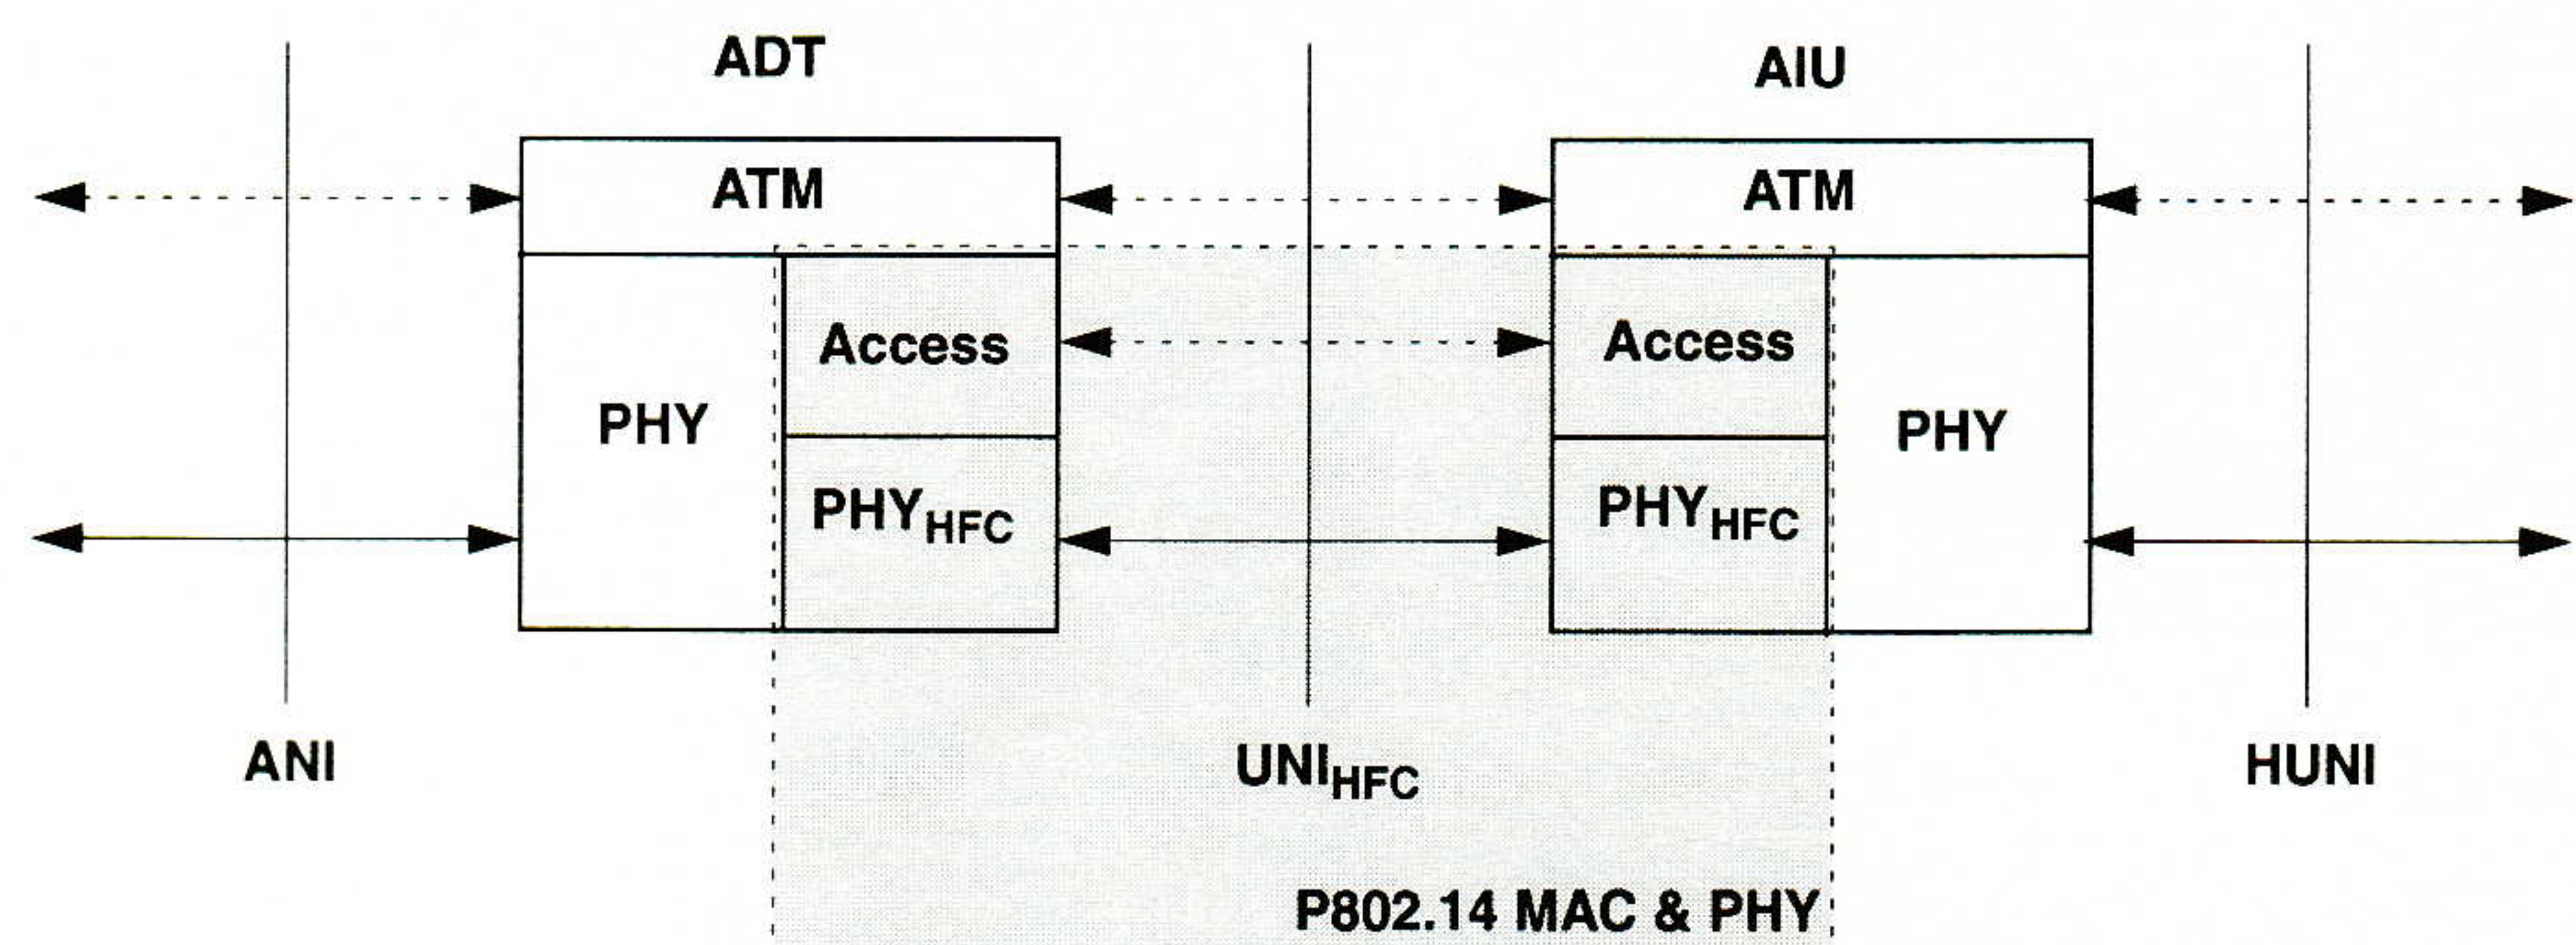 ADT
AIU
ATM
ATM
Access
Access
PHY
PHY
PHYHFC
PHYHFC
ANI
UNIHFC
HUNI
P802.14 MAC & PHY